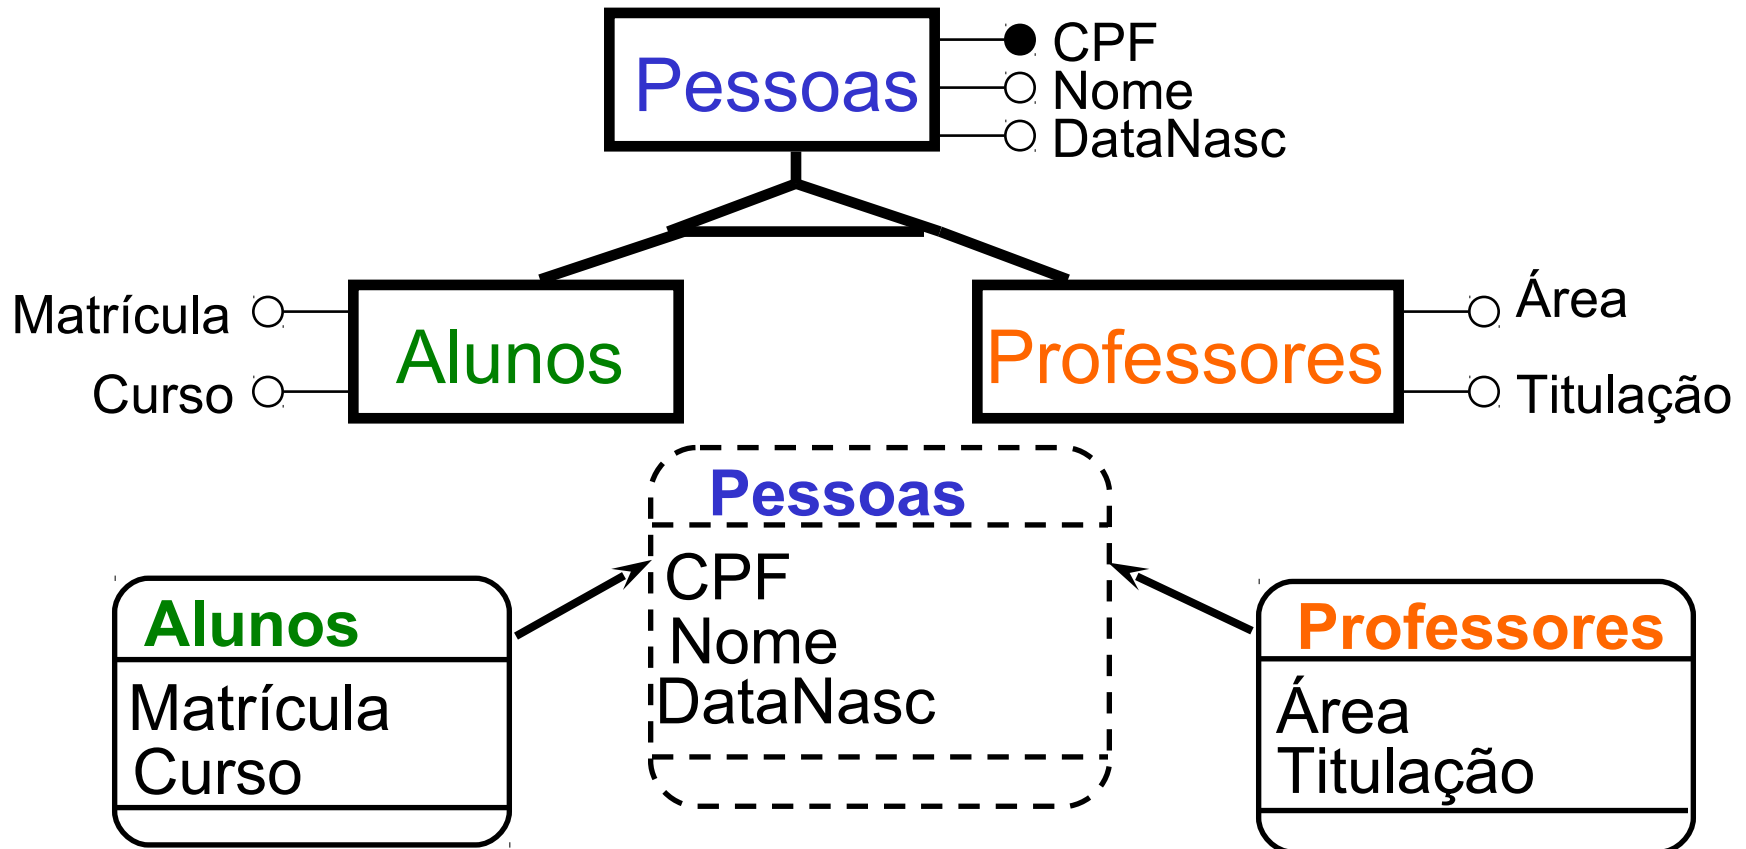 Pessoas
CPF
Nome
DataNasc
Matrícula
Curso
Alunos
Professores
Área
Titulação
Pessoas
CPF
Nome
DataNasc
Alunos
Matrícula
Curso
Professores
Área
Titulação